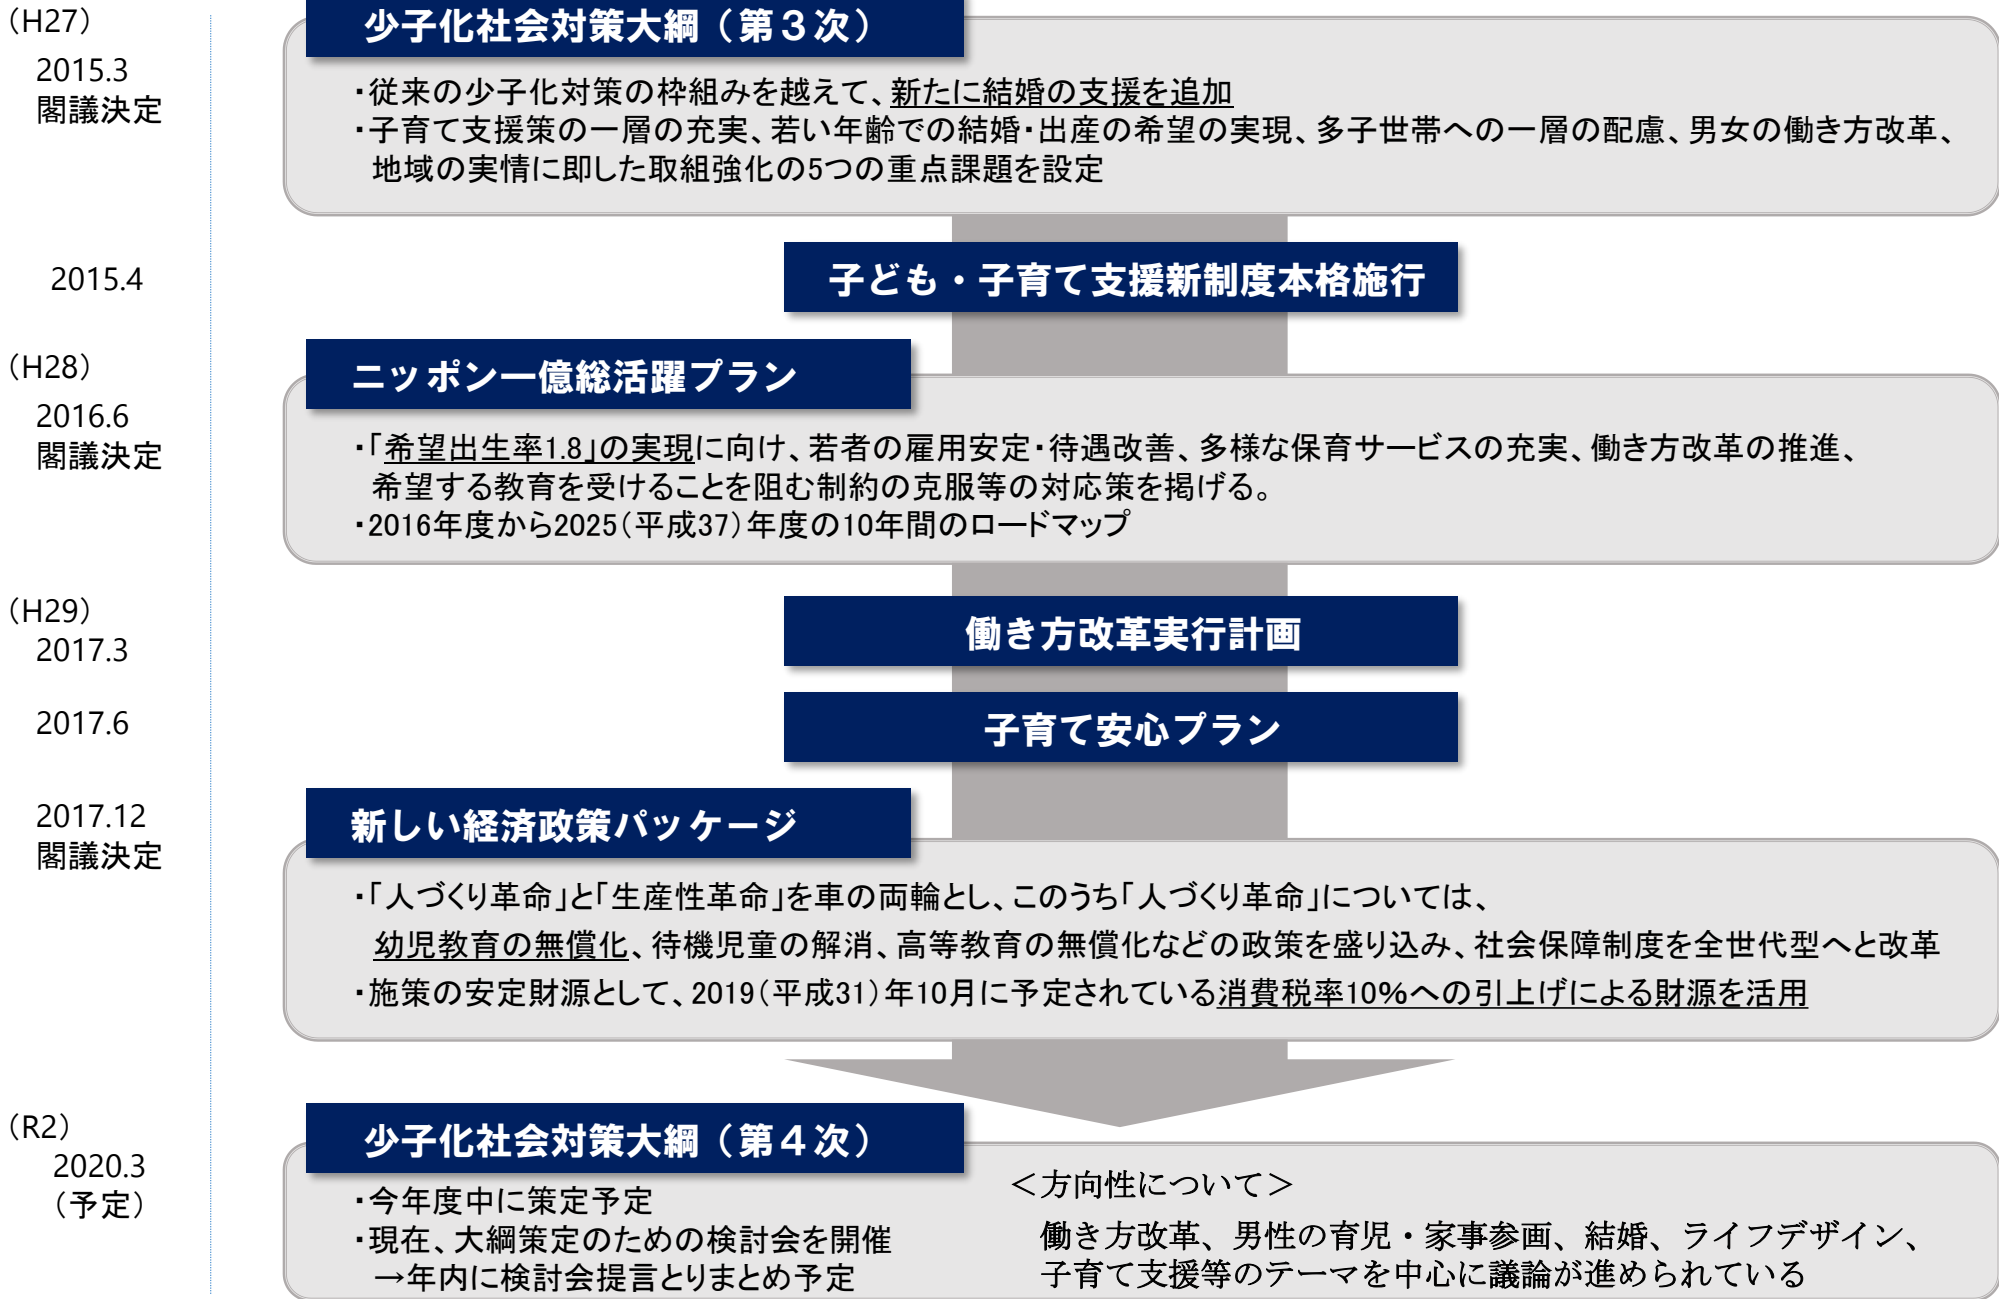 （H27）
2015.3
閣議決定
少子化社会対策大綱（第３次）
・従来の少子化対策の枠組みを越えて、新たに結婚の支援を追加
・子育て支援策の一層の充実、若い年齢での結婚・出産の希望の実現、多子世帯への一層の配慮、男女の働き方改革、
地域の実情に即した取組強化の5つの重点課題を設定
2015.4
子ども・子育て支援新制度本格施行
（H28）
2016.6
閣議決定
ニッポン一億総活躍プラン
・「希望出生率1.8」の実現に向け、若者の雇用安定・待遇改善、多様な保育サービスの充実、働き方改革の推進、
希望する教育を受けることを阻む制約の克服等の対応策を掲げる。
・2016年度から2025（平成37）年度の10年間のロードマップ
（H29）
2017.3
働き方改革実行計画
2017.6
子育て安心プラン
2017.12
閣議決定
新しい経済政策パッケージ
・「人づくり革命」と「生産性革命」を車の両輪とし、このうち「人づくり革命」については、
幼児教育の無償化、待機児童の解消、高等教育の無償化などの政策を盛り込み、社会保障制度を全世代型へと改革
・施策の安定財源として、2019（平成31）年10月に予定されている消費税率10％への引上げによる財源を活用
（R2）
2020.3
（予定）
少子化社会対策大綱（第４次）
・今年度中に策定予定
・現在、大綱策定のための検討会を開催
→年内に検討会提言とりまとめ予定
＜方向性について＞
働き方改革、男性の育児・家事参画、結婚、ライフデザイン、
子育て支援等のテーマを中心に議論が進められている